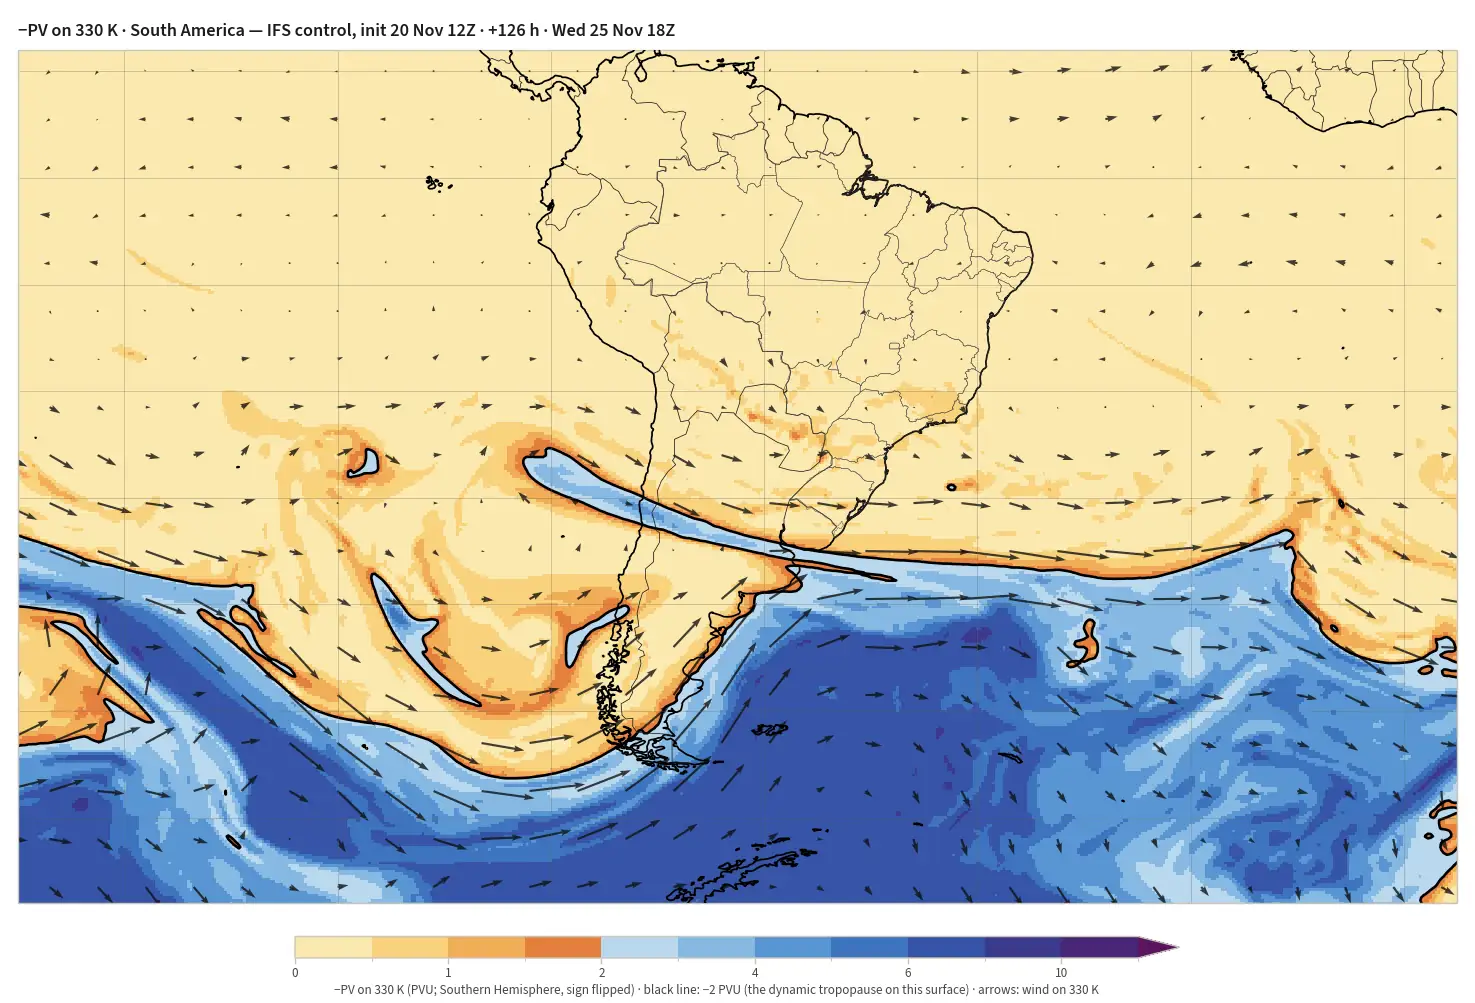 −PV on 330 K · South America — IFS control, init 20 Nov 12Z · +126 h · Wed 25 Nov 18Z
0 1 2 4 6 10
−PV on 330 K (PVU; Southern Hemisphere, sign flipped) · black line: −2 PVU (the dynamic tropopause on this surface) · arrows: wind on 330 K